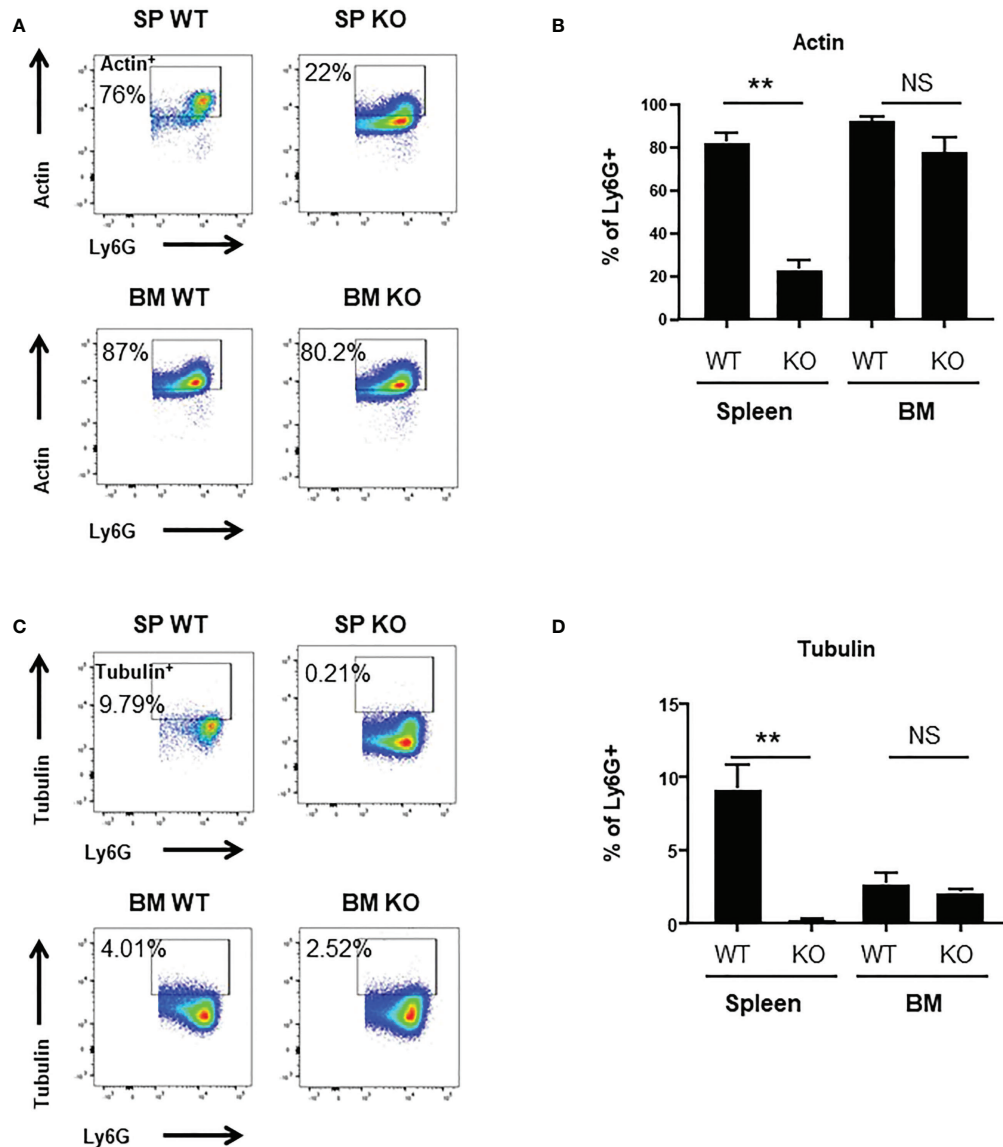 A
SP WT
SP KO
Actin⁺
76%
22%
Actin
Ly6G
BM WT
BM KO
87%
80.2%
Actin
Ly6G
B
Actin
**
NS
% of Ly6G+
100
80
60
40
20
0
WT
KO
WT
KO
Spleen
BM
C
SP WT
SP KO
Tubulin⁺
9.79%
0.21%
Tubulin
Ly6G
BM WT
BM KO
4.01%
2.52%
Tubulin
Ly6G
D
Tubulin
**
NS
% of Ly6G+
15
10
5
0
WT
KO
WT
KO
Spleen
BM